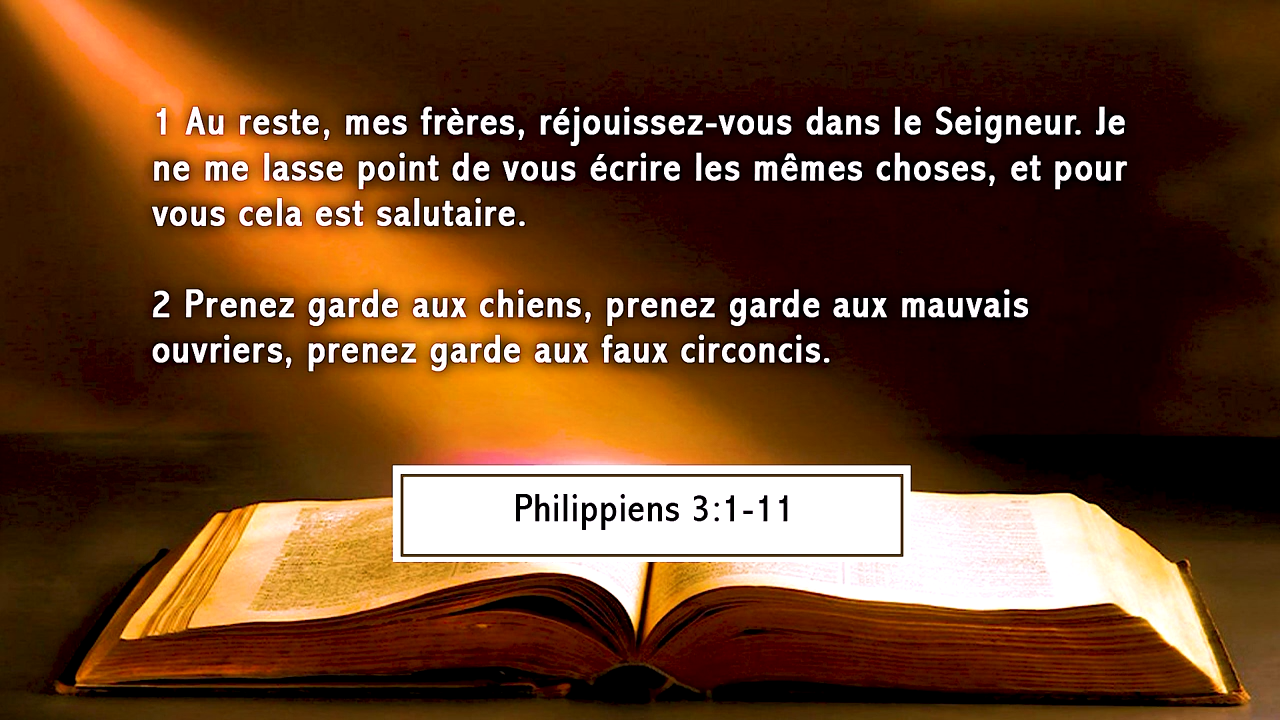 1 Au reste, mes frères, réjouissez-vous dans le Seigneur. Je
ne me lasse point de vous écrire les mêmes choses, et pour
vous cela est salutaire.
2 Prenez garde aux chiens, prenez garde aux mauvais
ouvriers, prenez garde aux faux circoncis.
Philippiens 3:1-11